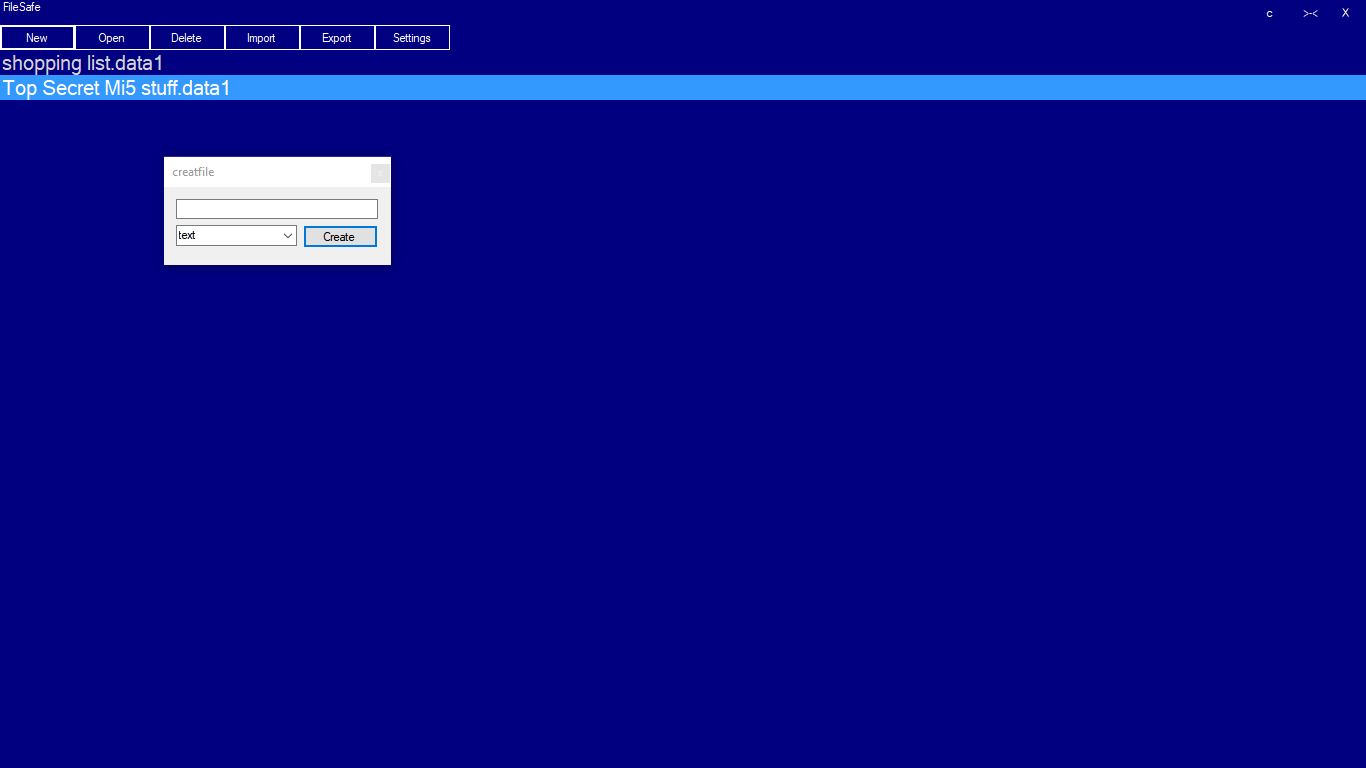 FileSafe
c >-< X
New Open Delete Import Export Settings
shopping list.data1
Top Secret Mi5 stuff.data1
creatfile
text Create